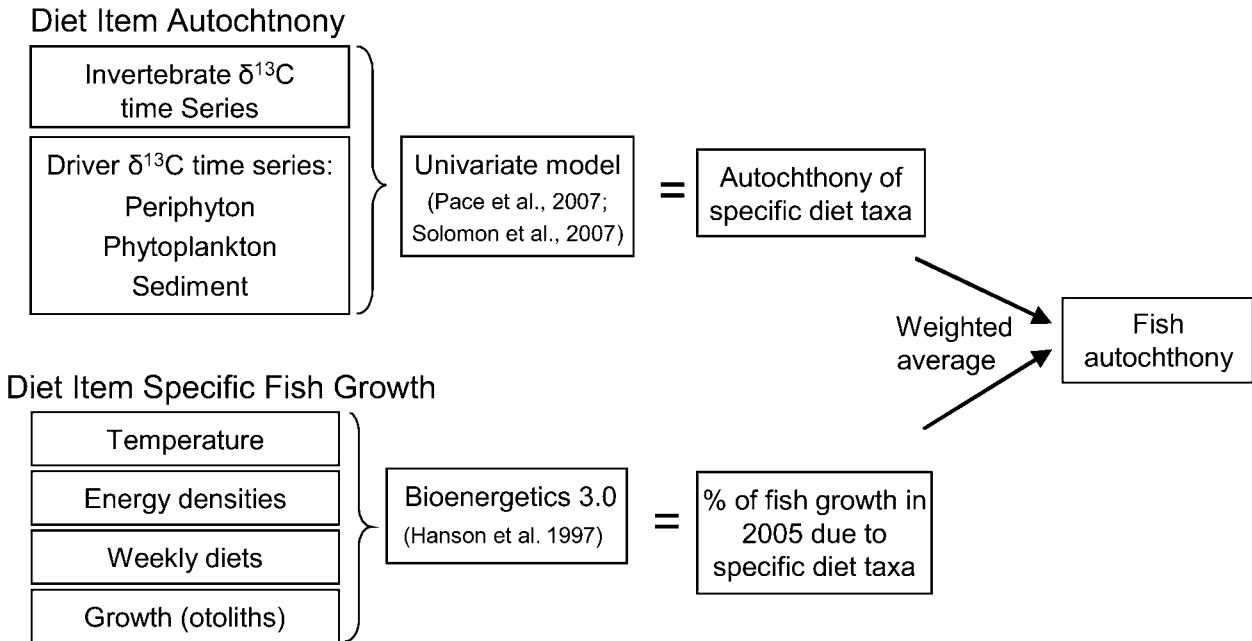 Diet Item Autochtnony
Invertebrate δ¹³C
time Series
Driver δ¹³C time series:
Periphyton
Phytoplankton
Sediment
Univariate model
(Pace et al., 2007;
Solomon et al., 2007)
=
Autochthony of
specific diet taxa
Weighted
average
Fish
autochthony
Diet Item Specific Fish Growth
Temperature
Energy densities
Weekly diets
Growth (otoliths)
Bioenergetics 3.0
(Hanson et al. 1997)
=
% of fish growth in
2005 due to
specific diet taxa